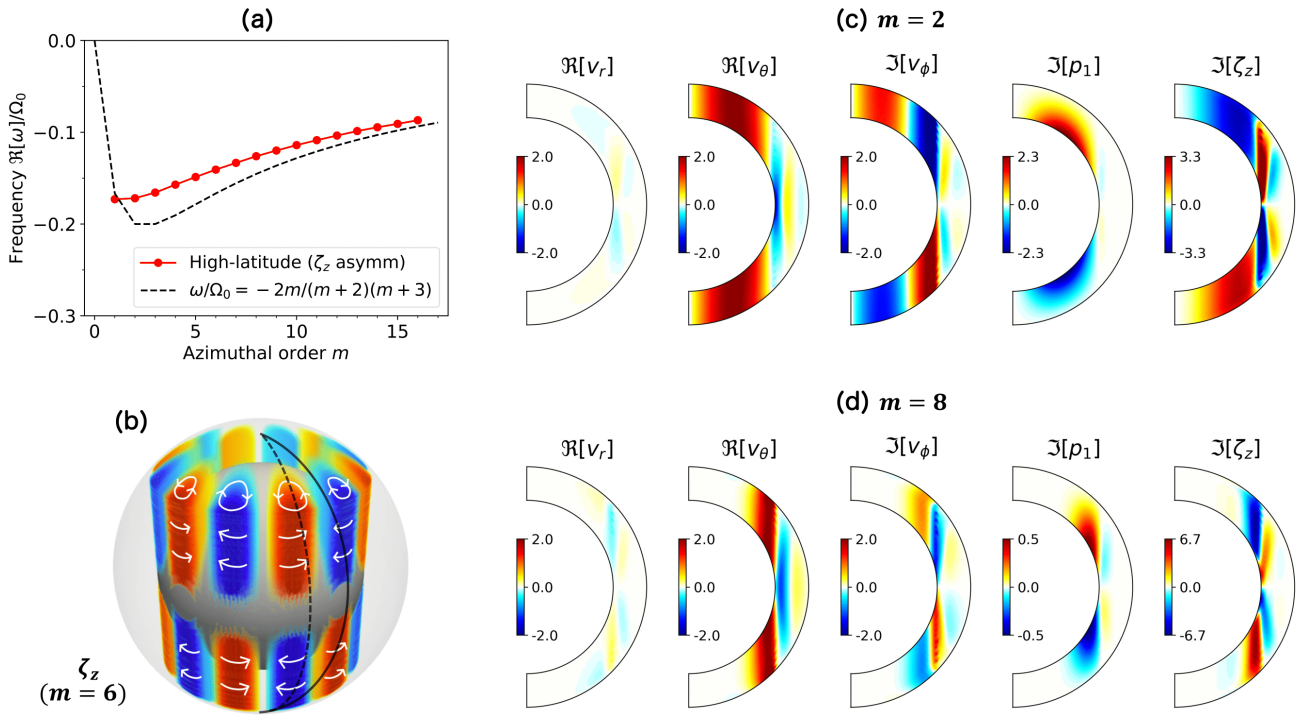 (a)
0.0
−0.1
−0.2
−0.3
Frequency ℜ[ω]/Ω₀
High-latitude (ζ_z asymm)
ω/Ω₀ = − 2m/(m + 2)(m + 3)
0 5 10 15
Azimuthal order m
(b)
ζ_z
(m = 6)
(c) m = 2
ℜ[v_r] ℜ[v_θ] ℑ[v_ϕ] ℑ[p₁] ℑ[ζ_z]
2.0 2.0 2.0 2.3 3.3
0.0 0.0 0.0 0.0 0.0
-2.0 -2.0 -2.0 -2.3 -3.3
(d) m = 8
ℜ[v_r] ℜ[v_θ] ℑ[v_ϕ] ℑ[p₁] ℑ[ζ_z]
2.0 2.0 2.0 0.5 6.7
0.0 0.0 0.0 0.0 0.0
-2.0 -2.0 -2.0 -0.5 -6.7